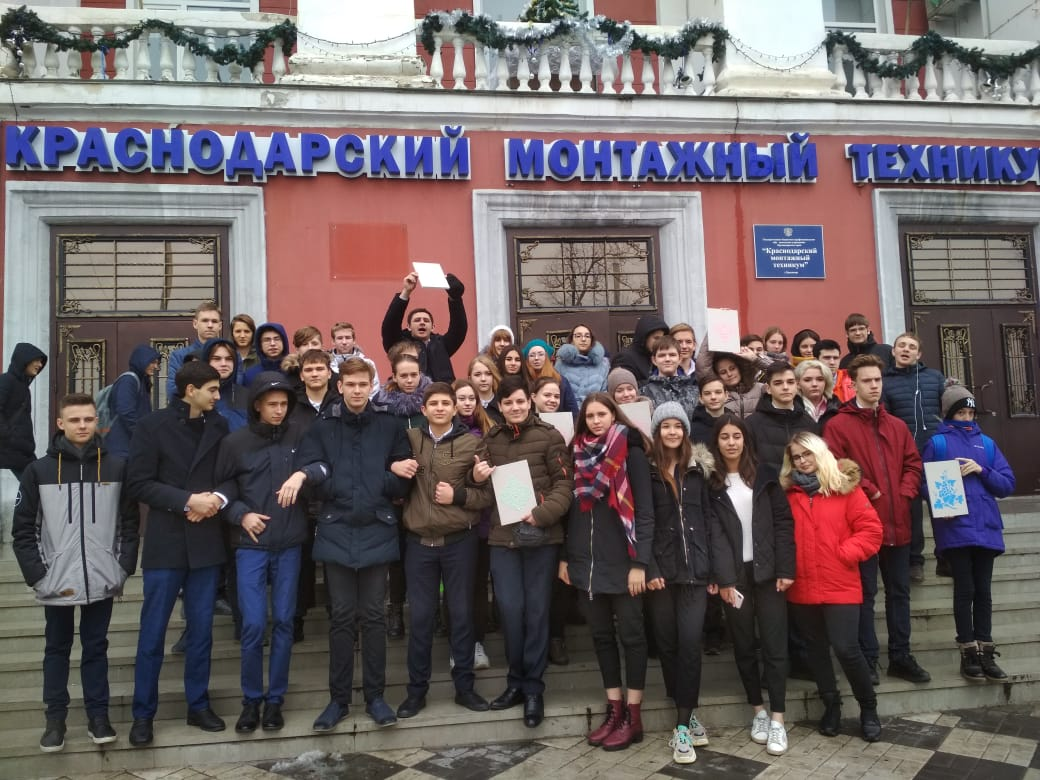 КРАСНОДАРСКИЙ МОНТАЖНЫЙ ТЕХНИКУ
"Краснодарский
монтажный
техникум"